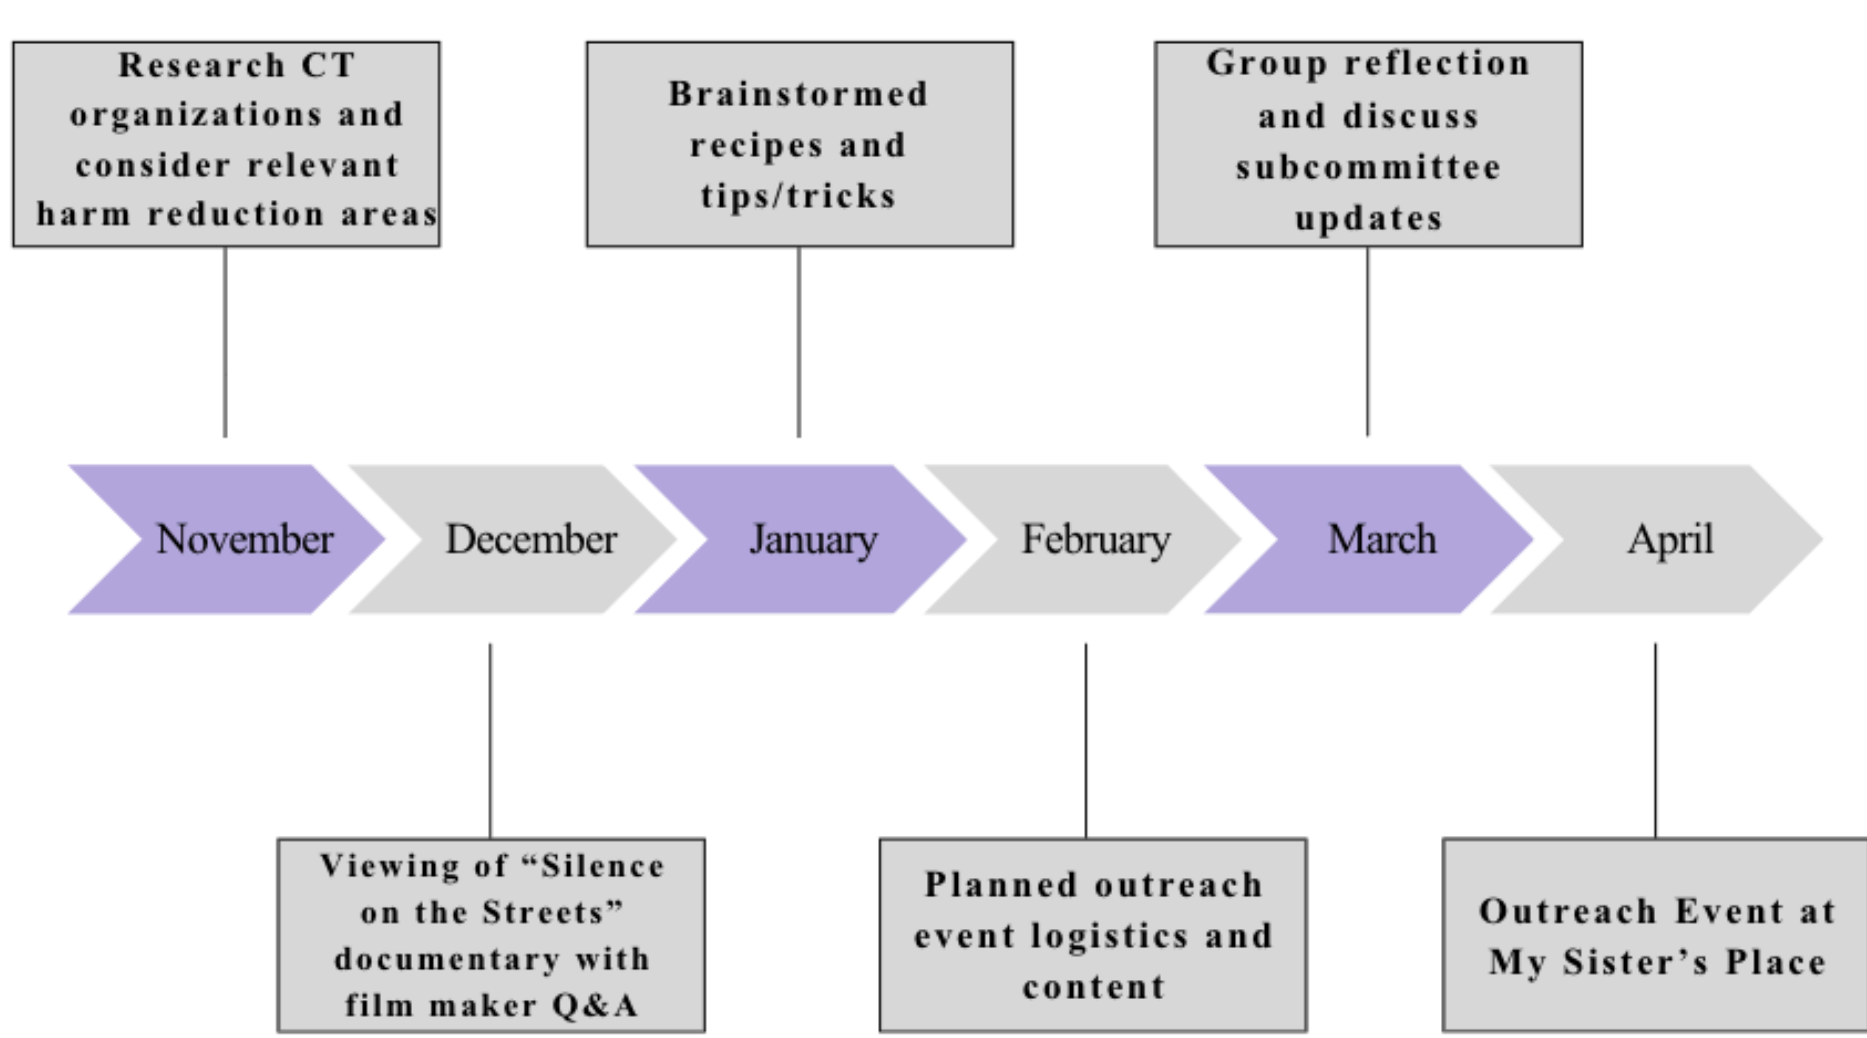 Research CT
organizations and
consider relevant
harm reduction areas
Brainstormed
recipes and
tips/tricks
Group reflection
and discuss
subcommittee
updates
November
December
January
February
March
April
Viewing of “Silence
on the Streets”
documentary with
film maker Q&A
Planned outreach
event logistics and
content
Outreach Event at
My Sister’s Place